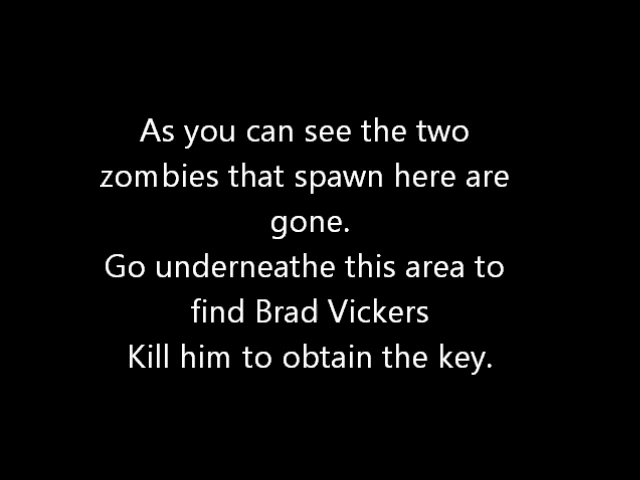 As you can see the two
zombies that spawn here are
gone.
Go underneathe this area to
find Brad Vickers
Kill him to obtain the key.